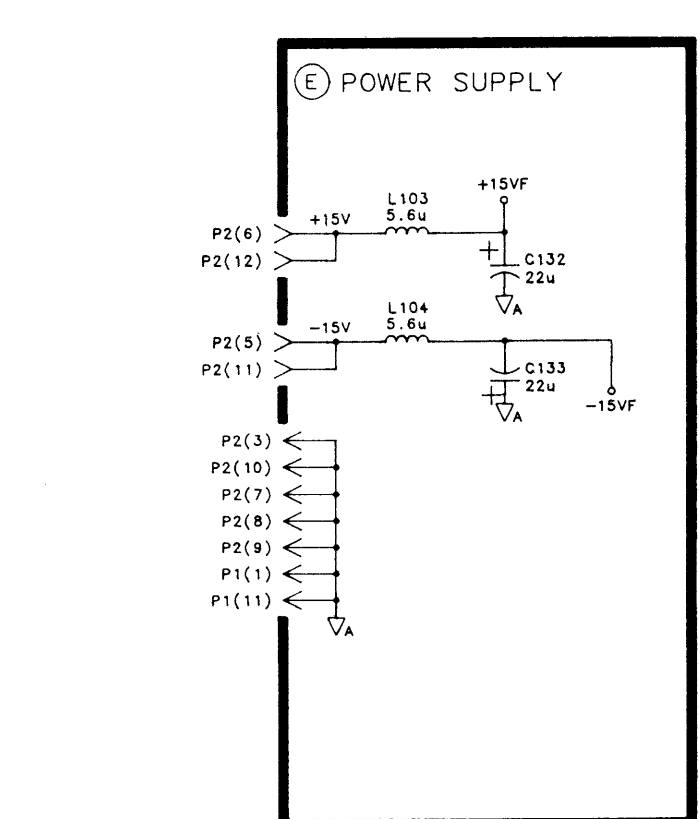 E POWER SUPPLY
+15VF
L103
5.6u
+15V
P2(6)
P2(12)
+
C132
22u
A
L104
5.6u
-15V
P2(5)
P2(11)
C133
22u
+
A
-15VF
P2(3)
P2(10)
P2(7)
P2(8)
P2(9)
P1(1)
P1(11)
A